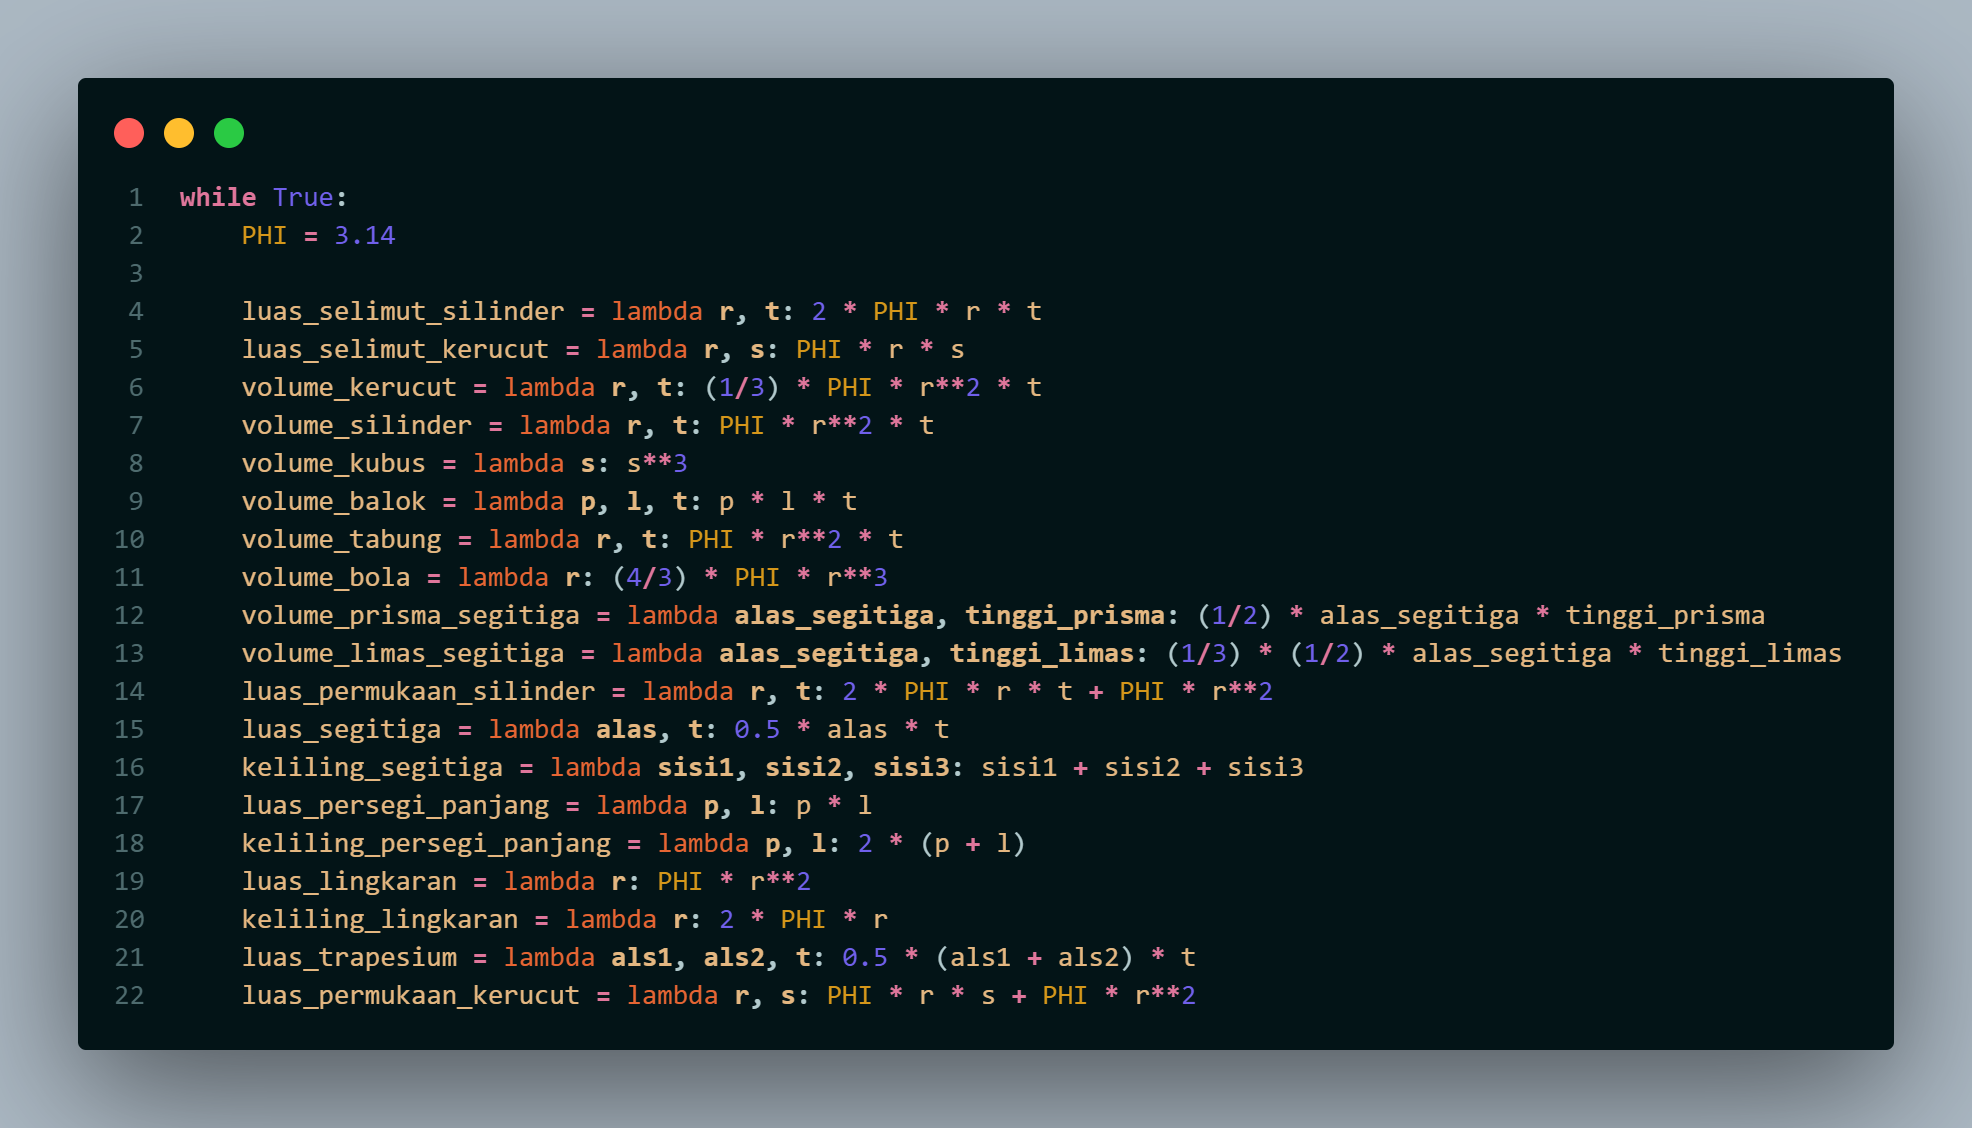 1 while True:
2     PHI = 3.14
3
4     luas_selimut_silinder = lambda r, t: 2 * PHI * r * t
5     luas_selimut_kerucut = lambda r, s: PHI * r * s
6     volume_kerucut = lambda r, t: (1/3) * PHI * r**2 * t
7     volume_silinder = lambda r, t: PHI * r**2 * t
8     volume_kubus = lambda s: s**3
9     volume_balok = lambda p, l, t: p * l * t
10     volume_tabung = lambda r, t: PHI * r**2 * t
11     volume_bola = lambda r: (4/3) * PHI * r**3
12     volume_prisma_segitiga = lambda alas_segitiga, tinggi_prisma: (1/2) * alas_segitiga * tinggi_prisma
13     volume_limas_segitiga = lambda alas_segitiga, tinggi_limas: (1/3) * (1/2) * alas_segitiga * tinggi_limas
14     luas_permukaan_silinder = lambda r, t: 2 * PHI * r * t + PHI * r**2
15     luas_segitiga = lambda alas, t: 0.5 * alas * t
16     keliling_segitiga = lambda sisi1, sisi2, sisi3: sisi1 + sisi2 + sisi3
17     luas_persegi_panjang = lambda p, l: p * l
18     keliling_persegi_panjang = lambda p, l: 2 * (p + l)
19     luas_lingkaran = lambda r: PHI * r**2
20     keliling_lingkaran = lambda r: 2 * PHI * r
21     luas_trapesium = lambda als1, als2, t: 0.5 * (als1 + als2) * t
22     luas_permukaan_kerucut = lambda r, s: PHI * r * s + PHI * r**2